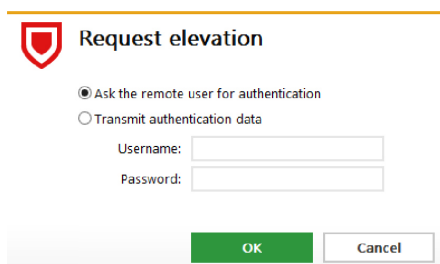 Request elevation
Ask the remote user for authentication
Transmit authentication data
Username:
Password:
OK Cancel